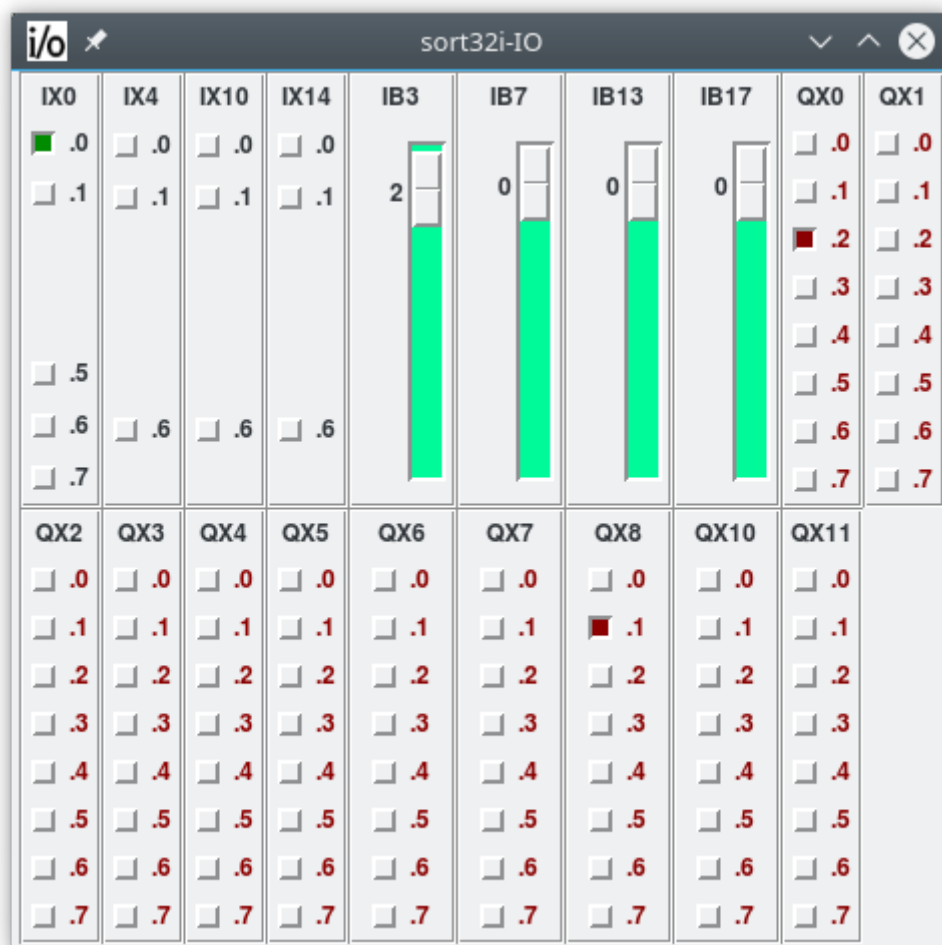 i/o sort32i-IO
IX0 IX4 IX10 IX14 IB3 IB7 IB13 IB17 QX0 QX1
.0 .0 .0 .0 .0 .0
.1 .1 .1 .1 2 0 0 0 .1 .1
.2 .2
.3 .3
.4 .4
.5 .5 .5
.6 .6 .6 .6 .6 .6
.7 .7 .7
QX2 QX3 QX4 QX5 QX6 QX7 QX8 QX10 QX11
.0 .0 .0 .0 .0 .0 .0 .0 .0
.1 .1 .1 .1 .1 .1 .1 .1 .1
.2 .2 .2 .2 .2 .2 .2 .2 .2
.3 .3 .3 .3 .3 .3 .3 .3 .3
.4 .4 .4 .4 .4 .4 .4 .4 .4
.5 .5 .5 .5 .5 .5 .5 .5 .5
.6 .6 .6 .6 .6 .6 .6 .6 .6
.7 .7 .7 .7 .7 .7 .7 .7 .7